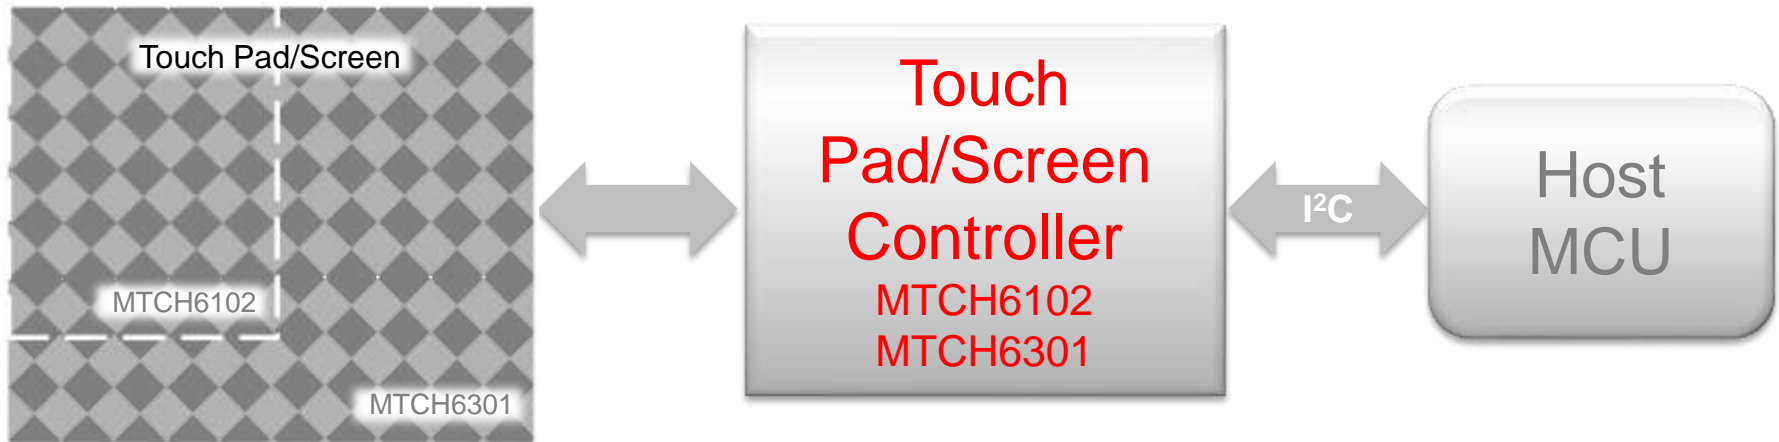 Touch Pad/Screen
MTCH6102
MTCH6301
Touch
Pad/Screen
Controller
MTCH6102
MTCH6301
I²C
Host
MCU